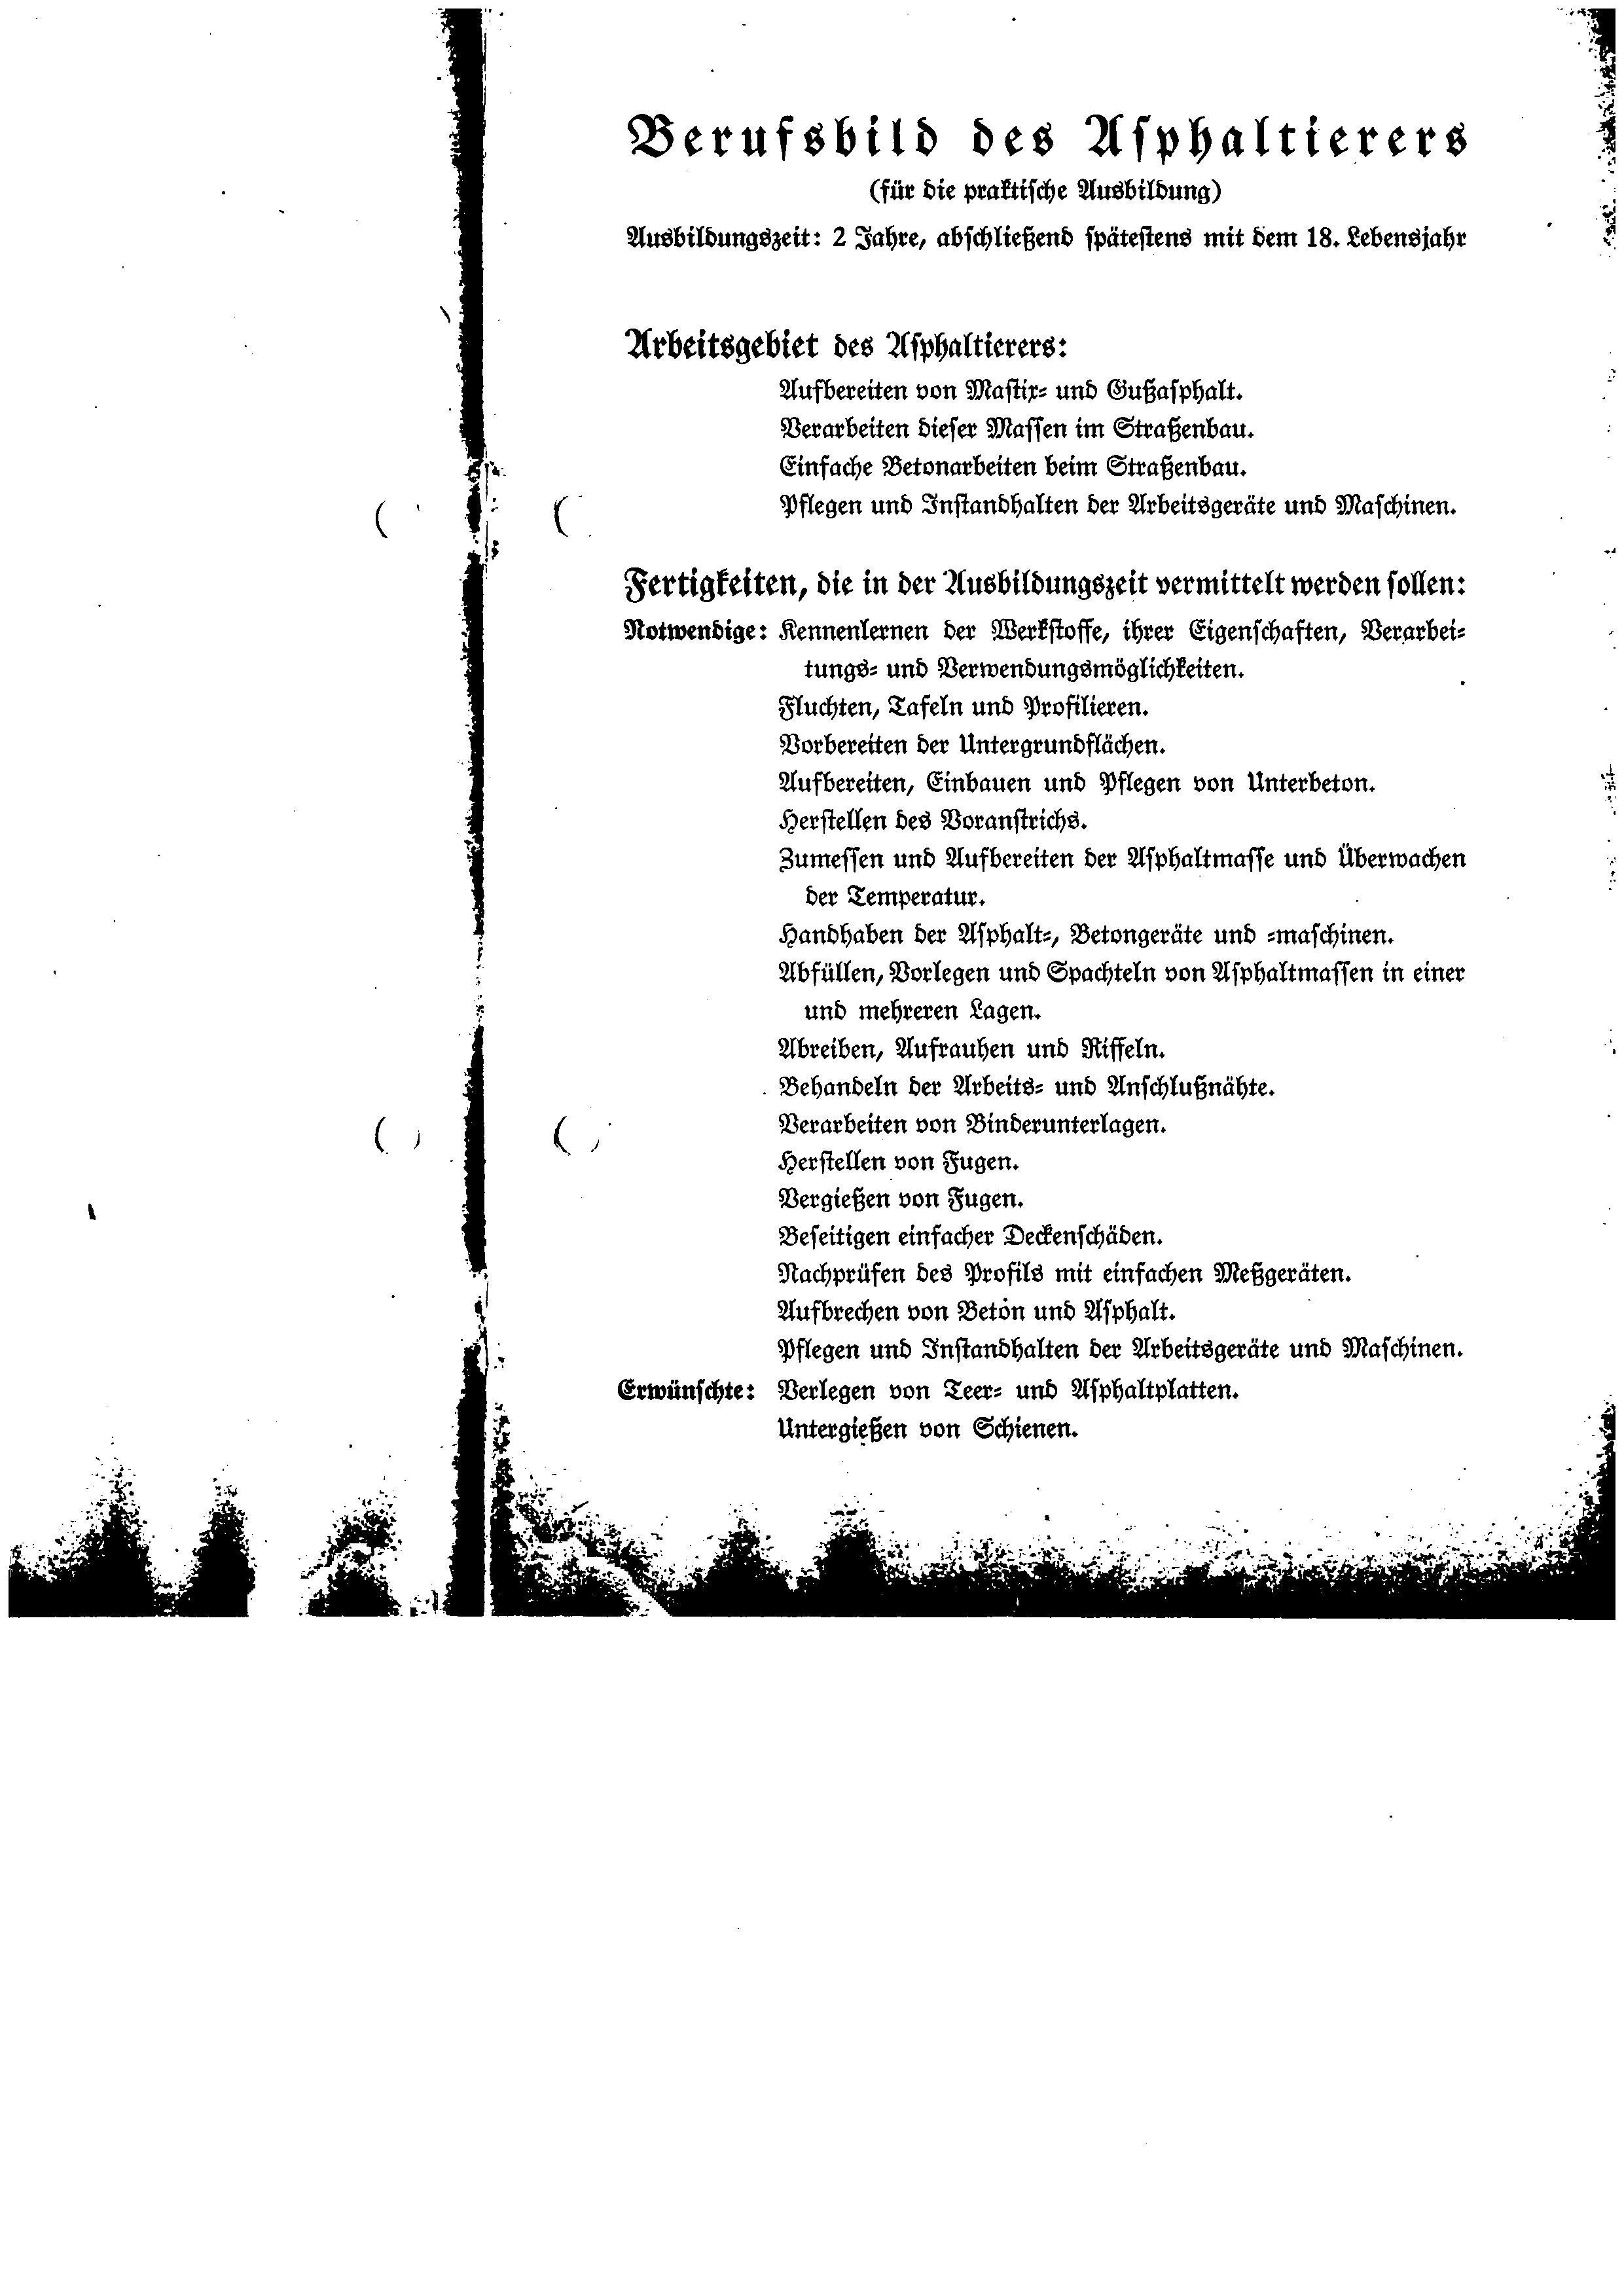 Berufsbild des Asphaltierers
(für die praktische Ausbildung)
Ausbildungszeit: 2 Jahre, abschließend spätestens mit dem 18. Lebensjahr
Arbeitsgebiet des Asphaltierers:
Aufbereiten von Mastix- und Gußasphalt.
Verarbeiten dieser Massen im Straßenbau.
Einfache Betonarbeiten beim Straßenbau.
Pflegen und Instandhalten der Arbeitsgeräte und Maschinen.
Fertigkeiten, die in der Ausbildungszeit vermittelt werden sollen:
Notwendige: Kennenlernen der Werkstoffe, ihrer Eigenschaften, Verarbei-
tungs- und Verwendungsmöglichkeiten.
Fluchten, Tafeln und Profilieren.
Vorbereiten der Untergrundflächen.
Aufbereiten, Einbauen und Pflegen von Unterbeton.
Herstellen des Voranstrichs.
Zumessen und Aufbereiten der Asphaltmasse und Überwachen
der Temperatur.
Handhaben der Asphalt-, Betongeräte und -maschinen.
Abfüllen, Vorlegen und Spachteln von Asphaltmassen in einer
und mehreren Lagen.
Abreiben, Aufrauhen und Riffeln.
Behandeln der Arbeits- und Anschlußnähte.
Verarbeiten von Binderunterlagen.
Herstellen von Fugen.
Vergießen von Fugen.
Beseitigen einfacher Deckenschäden.
Nachprüfen des Profils mit einfachen Meßgeräten.
Aufbrechen von Beton und Asphalt.
Pflegen und Instandhalten der Arbeitsgeräte und Maschinen.
Erwünschte: Verlegen von Teer- und Asphaltplatten.
Untergießen von Schienen.